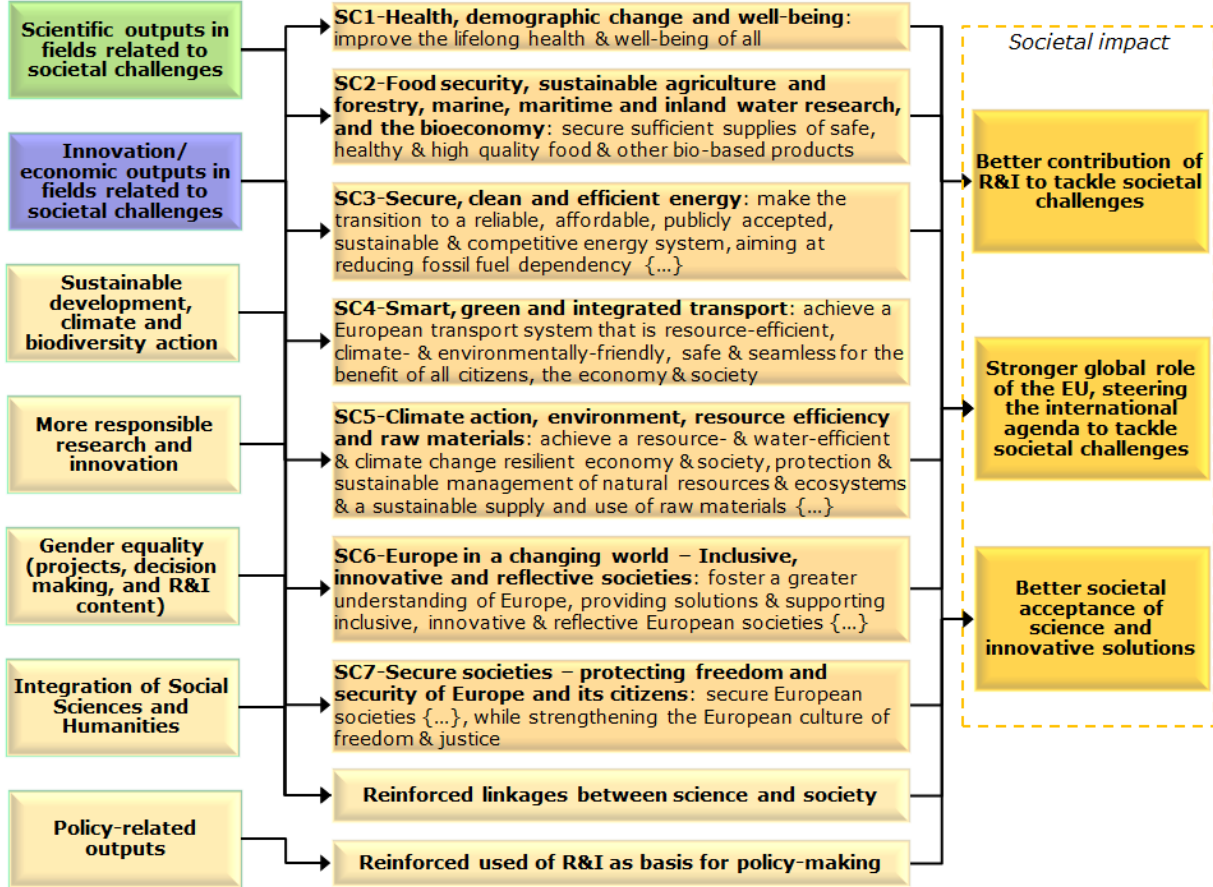 Scientific outputs in
fields related to
societal challenges
Innovation/
economic outputs in
fields related to
societal challenges
Sustainable
development,
climate and
biodiversity action
More responsible
research and
innovation
Gender equality
(projects, decision
making, and R&I
content)
Integration of Social
Sciences and
Humanities
Policy-related
outputs
SC1-Health, demographic change and well-being:
improve the lifelong health & well-being of all
SC2-Food security, sustainable agriculture and
forestry, marine, maritime and inland water research,
and the bioeconomy: secure sufficient supplies of safe,
healthy & high quality food & other bio-based products
SC3-Secure, clean and efficient energy: make the
transition to a reliable, affordable, publicly accepted,
sustainable & competitive energy system, aiming at
reducing fossil fuel dependency {...}
SC4-Smart, green and integrated transport: achieve a
European transport system that is resource-efficient,
climate- & environmentally-friendly, safe & seamless for the
benefit of all citizens, the economy & society
SC5-Climate action, environment, resource efficiency
and raw materials: achieve a resource- & water-efficient
& climate change resilient economy & society, protection &
sustainable management of natural resources & ecosystems
& a sustainable supply and use of raw materials {...}
SC6-Europe in a changing world – Inclusive,
innovative and reflective societies: foster a greater
understanding of Europe, providing solutions & supporting
inclusive, innovative & reflective European societies {...}
SC7-Secure societies – protecting freedom and
security of Europe and its citizens: secure European
societies {...}, while strengthening the European culture of
freedom & justice
Reinforced linkages between science and society
Reinforced used of R&I as basis for policy-making
Societal impact
Better contribution of
R&I to tackle societal
challenges
Stronger global role
of the EU, steering
the international
agenda to tackle
societal challenges
Better societal
acceptance of
science and
innovative solutions